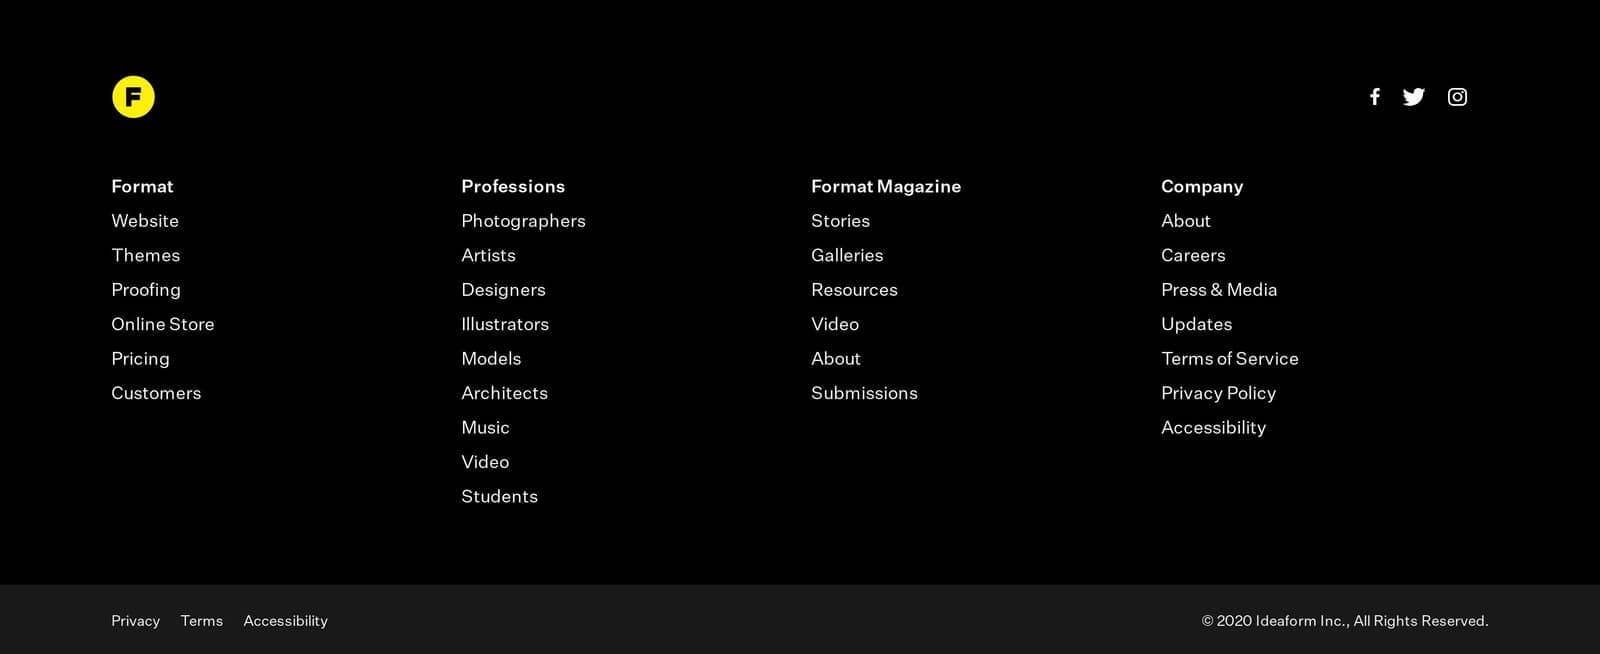 F
Format
Website
Themes
Proofing
Online Store
Pricing
Customers
Professions
Photographers
Artists
Designers
Illustrators
Models
Architects
Music
Video
Students
Format Magazine
Stories
Galleries
Resources
Video
About
Submissions
Company
About
Careers
Press & Media
Updates
Terms of Service
Privacy Policy
Accessibility
Privacy Terms Accessibility
© 2020 Ideaform Inc., All Rights Reserved.